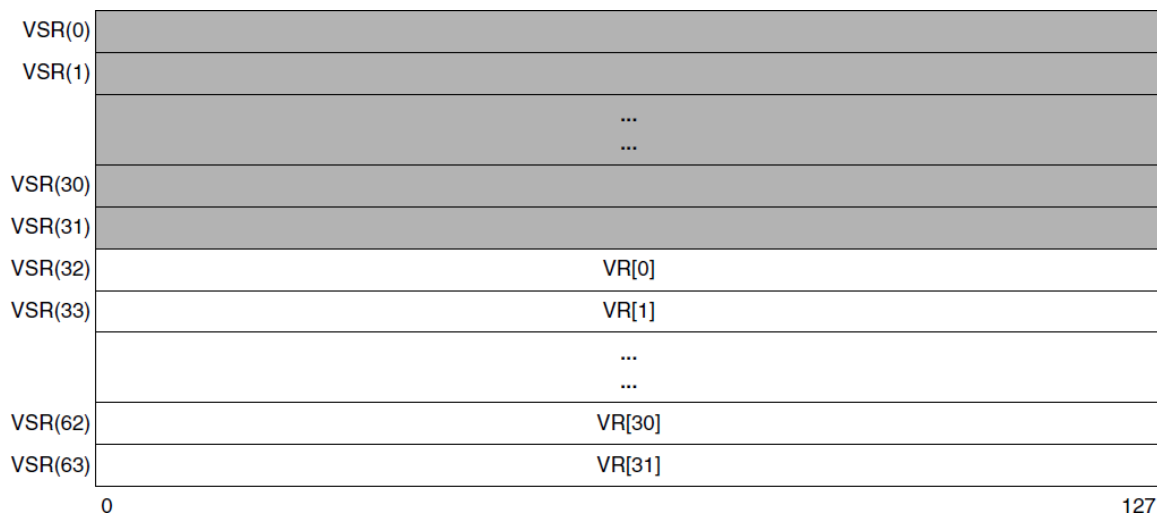 VSR(0)
VSR(1)
...
...
VSR(30)
VSR(31)
VSR(32) VR[0]
VSR(33) VR[1]
...
...
VSR(62) VR[30]
VSR(63) VR[31]
0 127